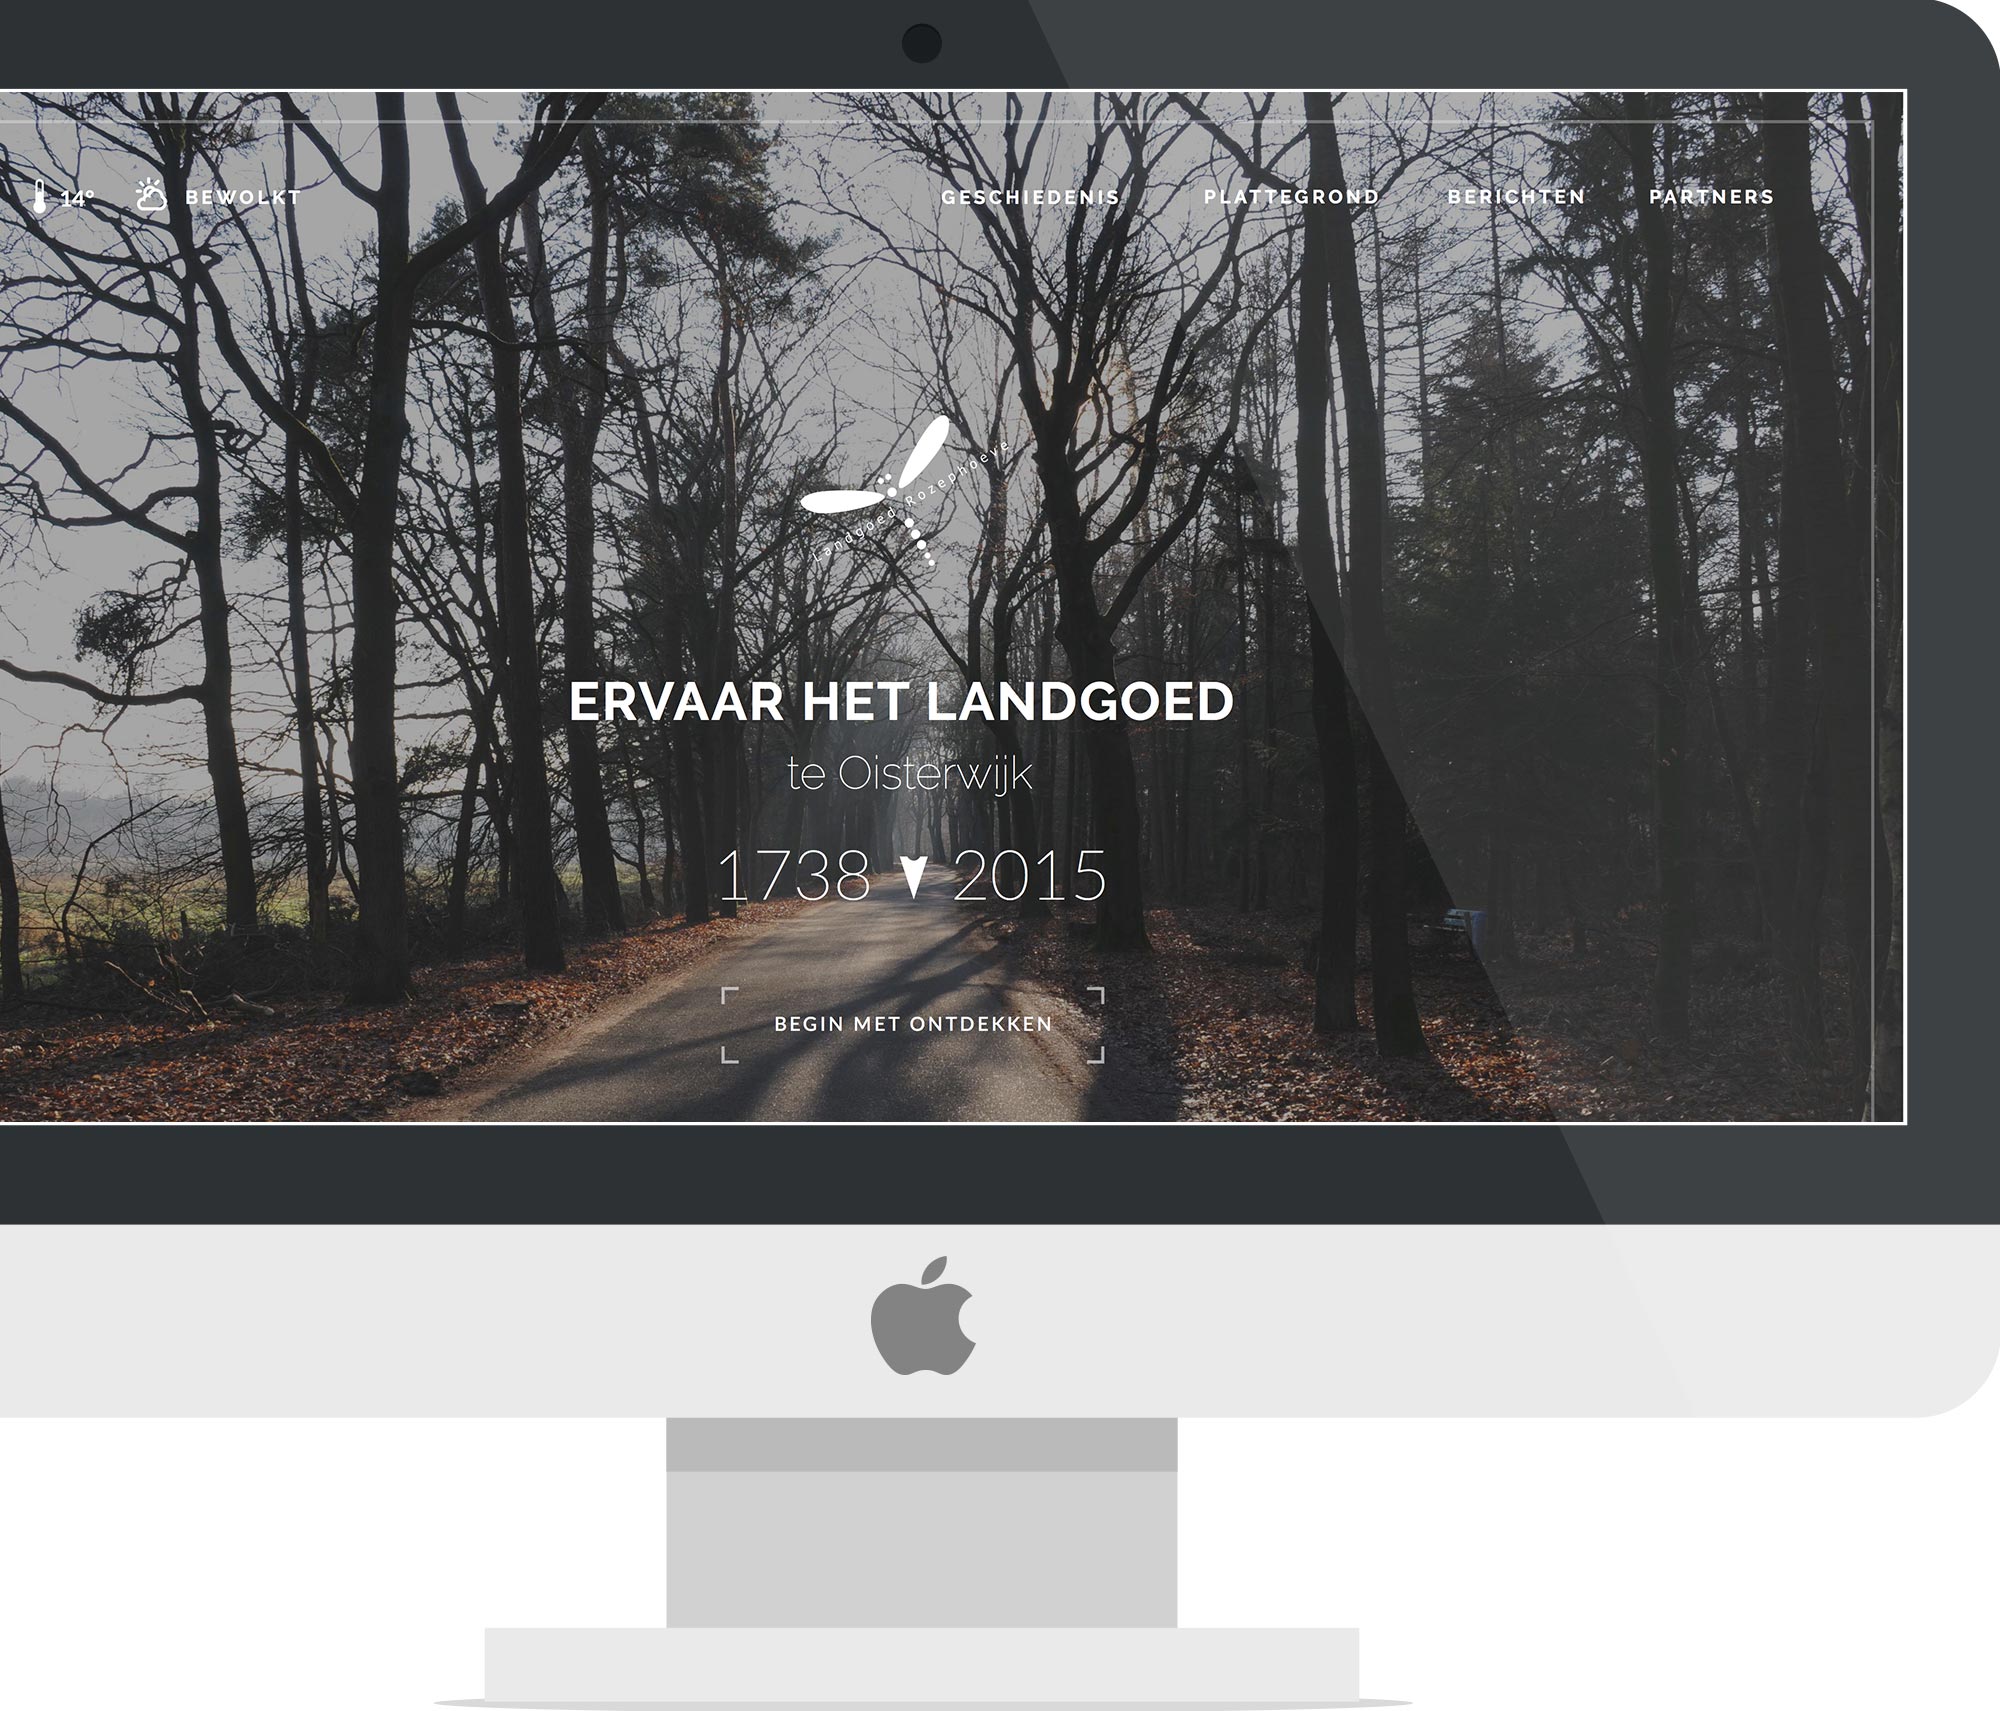 14° BEWOLKT GESCHIEDENIS PLATTEGROND BERICHTEN PARTNERS
Landgoed Rozephoeve
ERVAAR HET LANDGOED
te Oisterwijk
1738 2015
BEGIN MET ONTDEKKEN